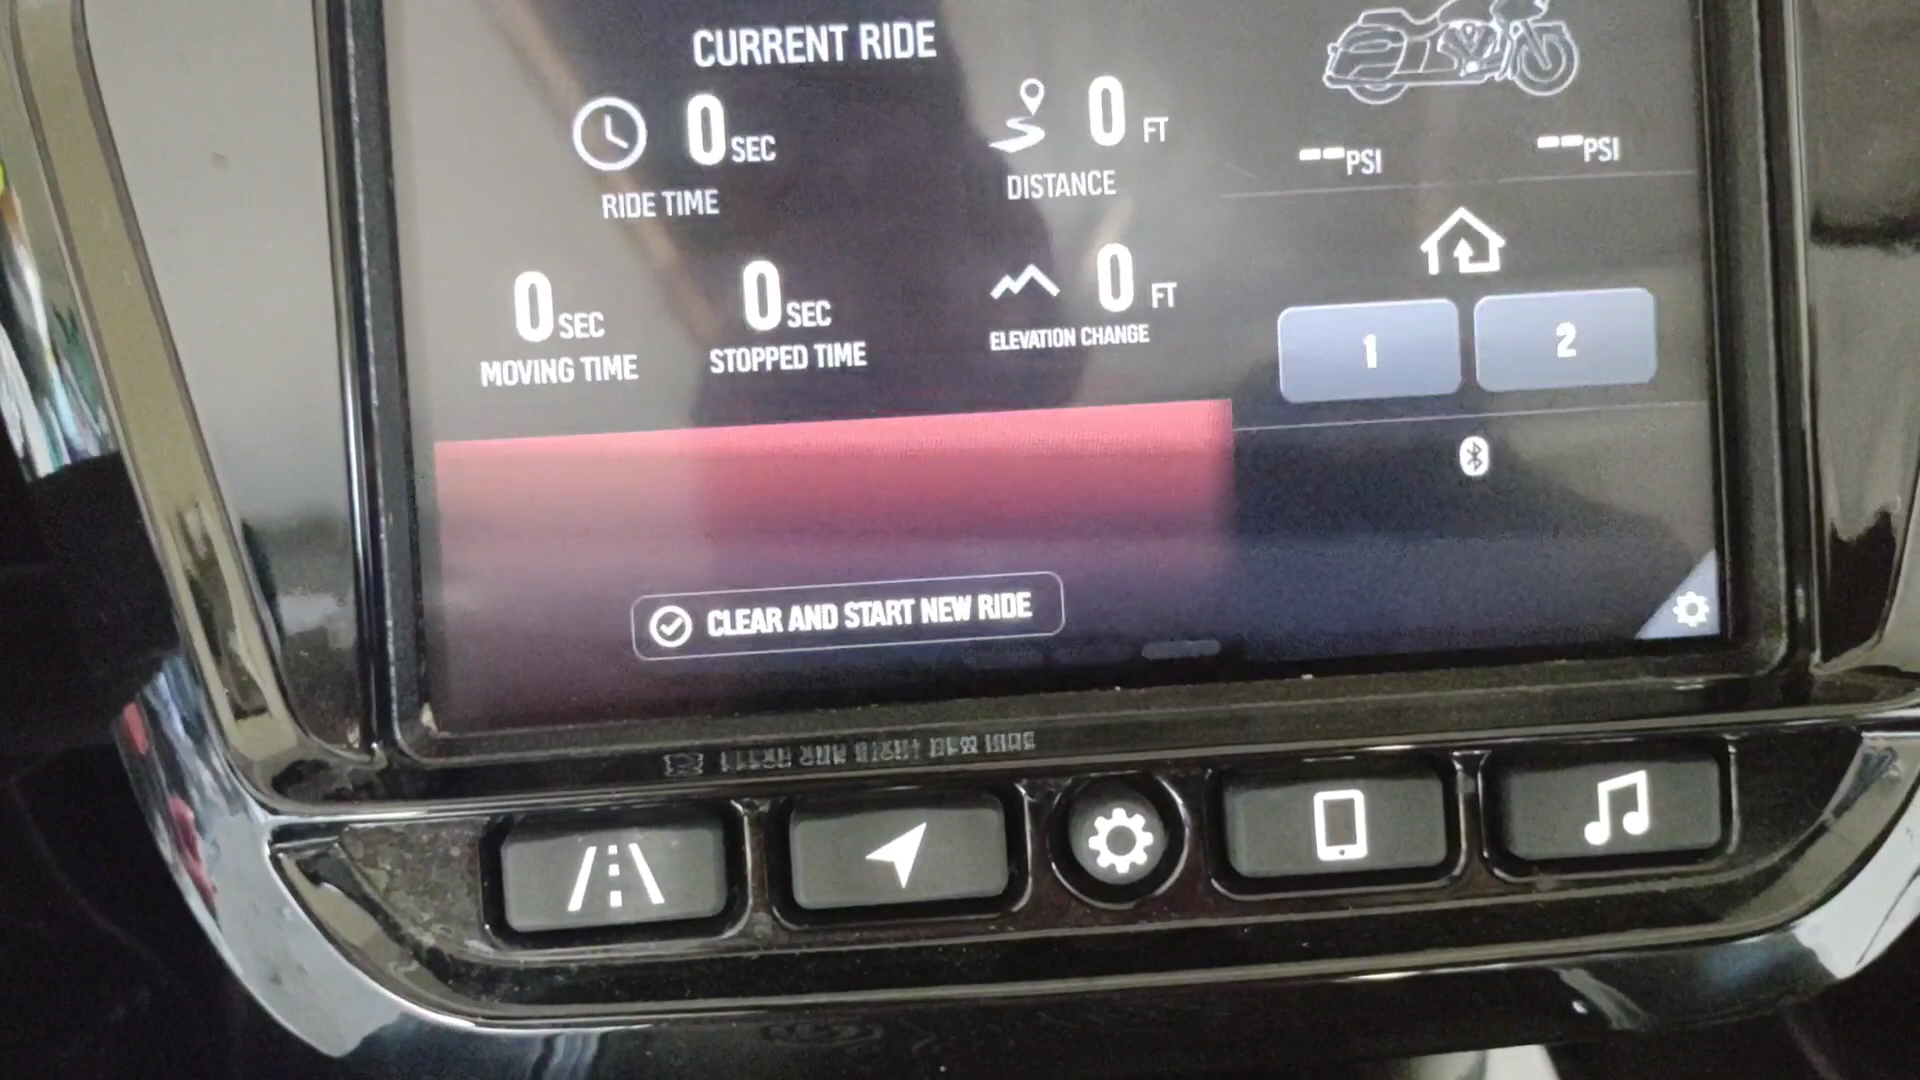 CURRENT RIDE
0 SEC
RIDE TIME
0 FT
DISTANCE
--PSI
--PSI
0 SEC
MOVING TIME
0 SEC
STOPPED TIME
0 FT
ELEVATION CHANGE
1
2
CLEAR AND START NEW RIDE